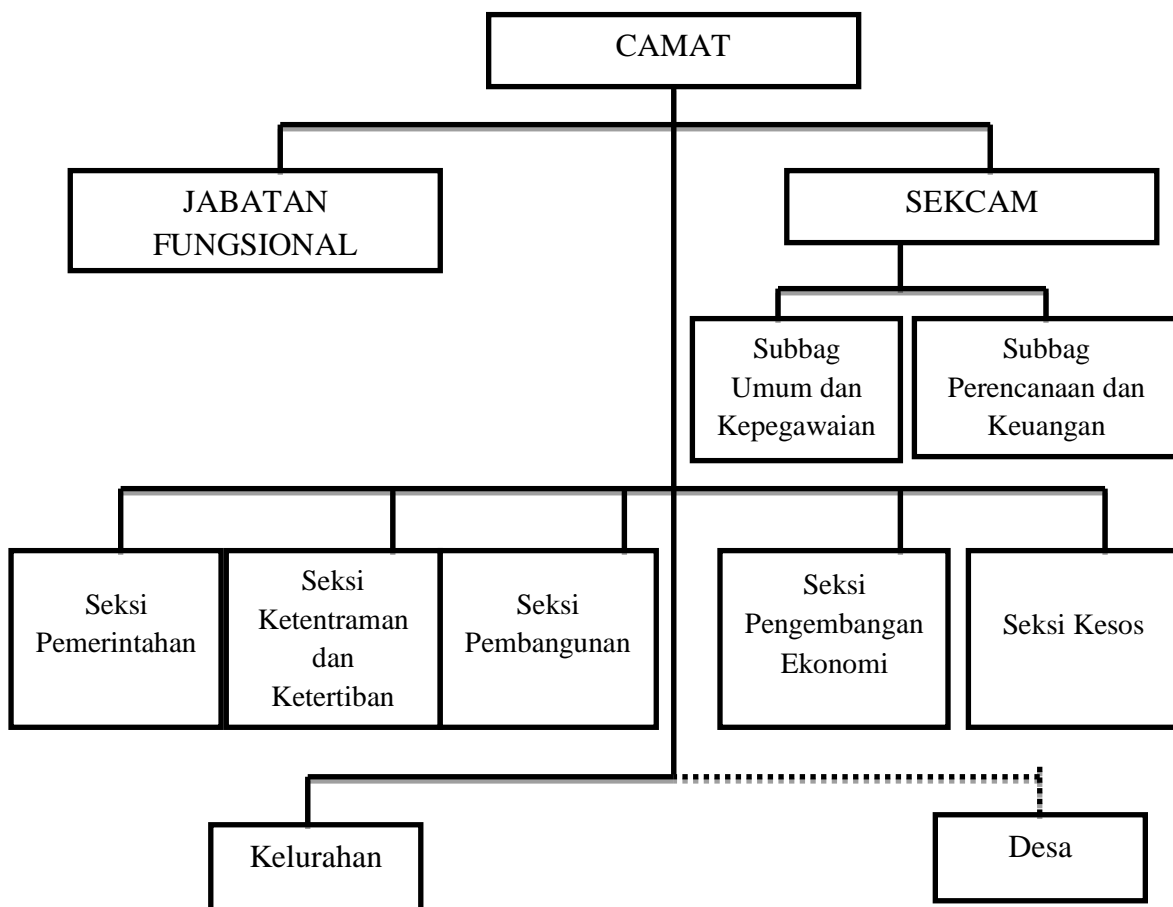 CAMAT
JABATAN
FUNGSIONAL
SEKCAM
Subbag
Umum dan
Kepegawaian
Subbag
Perencanaan dan
Keuangan
Seksi
Pemerintahan
Seksi
Ketentraman
dan
Ketertiban
Seksi
Pembangunan
Seksi
Pengembangan
Ekonomi
Seksi Kesos
Kelurahan
Desa